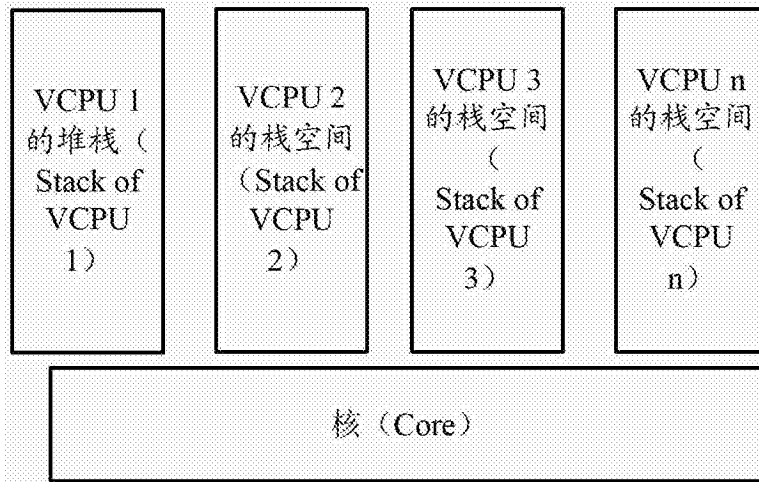 VCPU 1
的堆栈（
Stack of
VCPU
1）
VCPU 2
的栈空间
（Stack of
VCPU
2）
VCPU 3
的栈空间
（
Stack of
VCPU
3）
VCPU n
的栈空间
（
Stack of
VCPU
n）
核（Core）